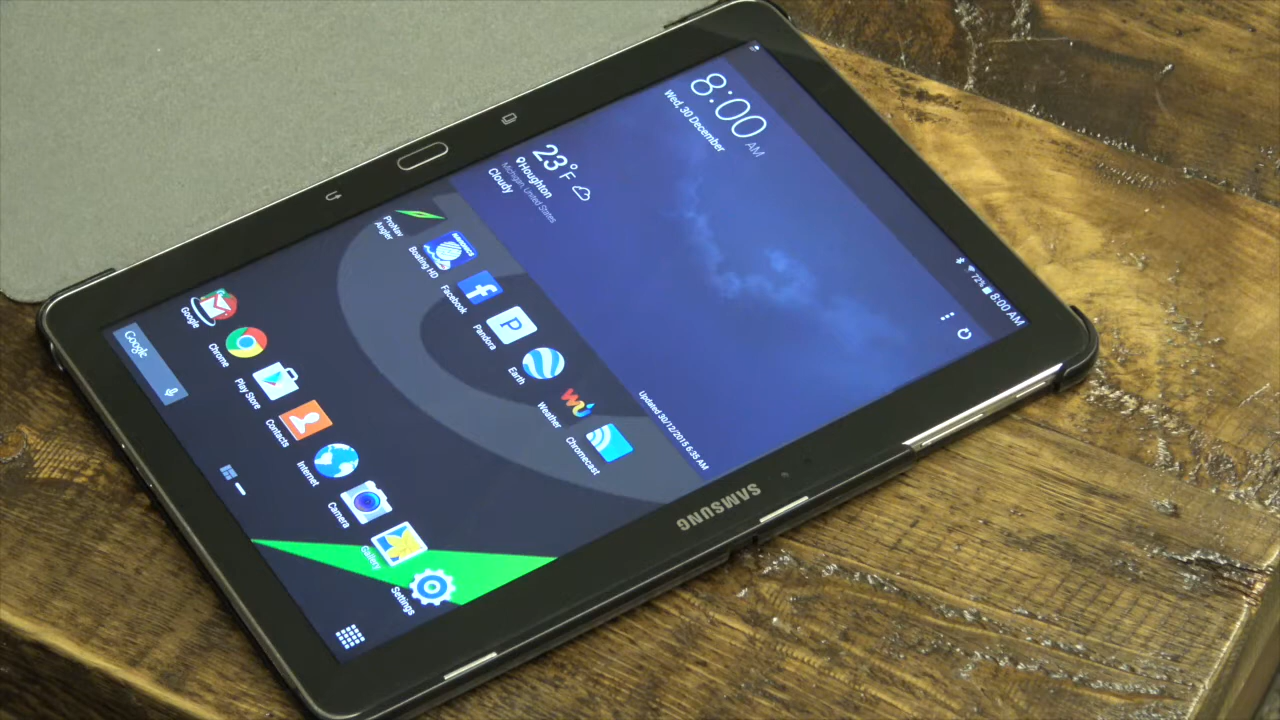 72% 8:00 AM
8:00 AM
Wed, 30 December
23°F
Houghton
Michigan, United States
Cloudy
Updated 30/12/2015 6:35 AM
ProNav
Angler
Boating HD
Facebook
Pandora
Earth
Weather
Chromecast
Google
Chrome
Play Store
Contacts
Internet
Camera
Gallery
Settings
Google
SAMSUNG